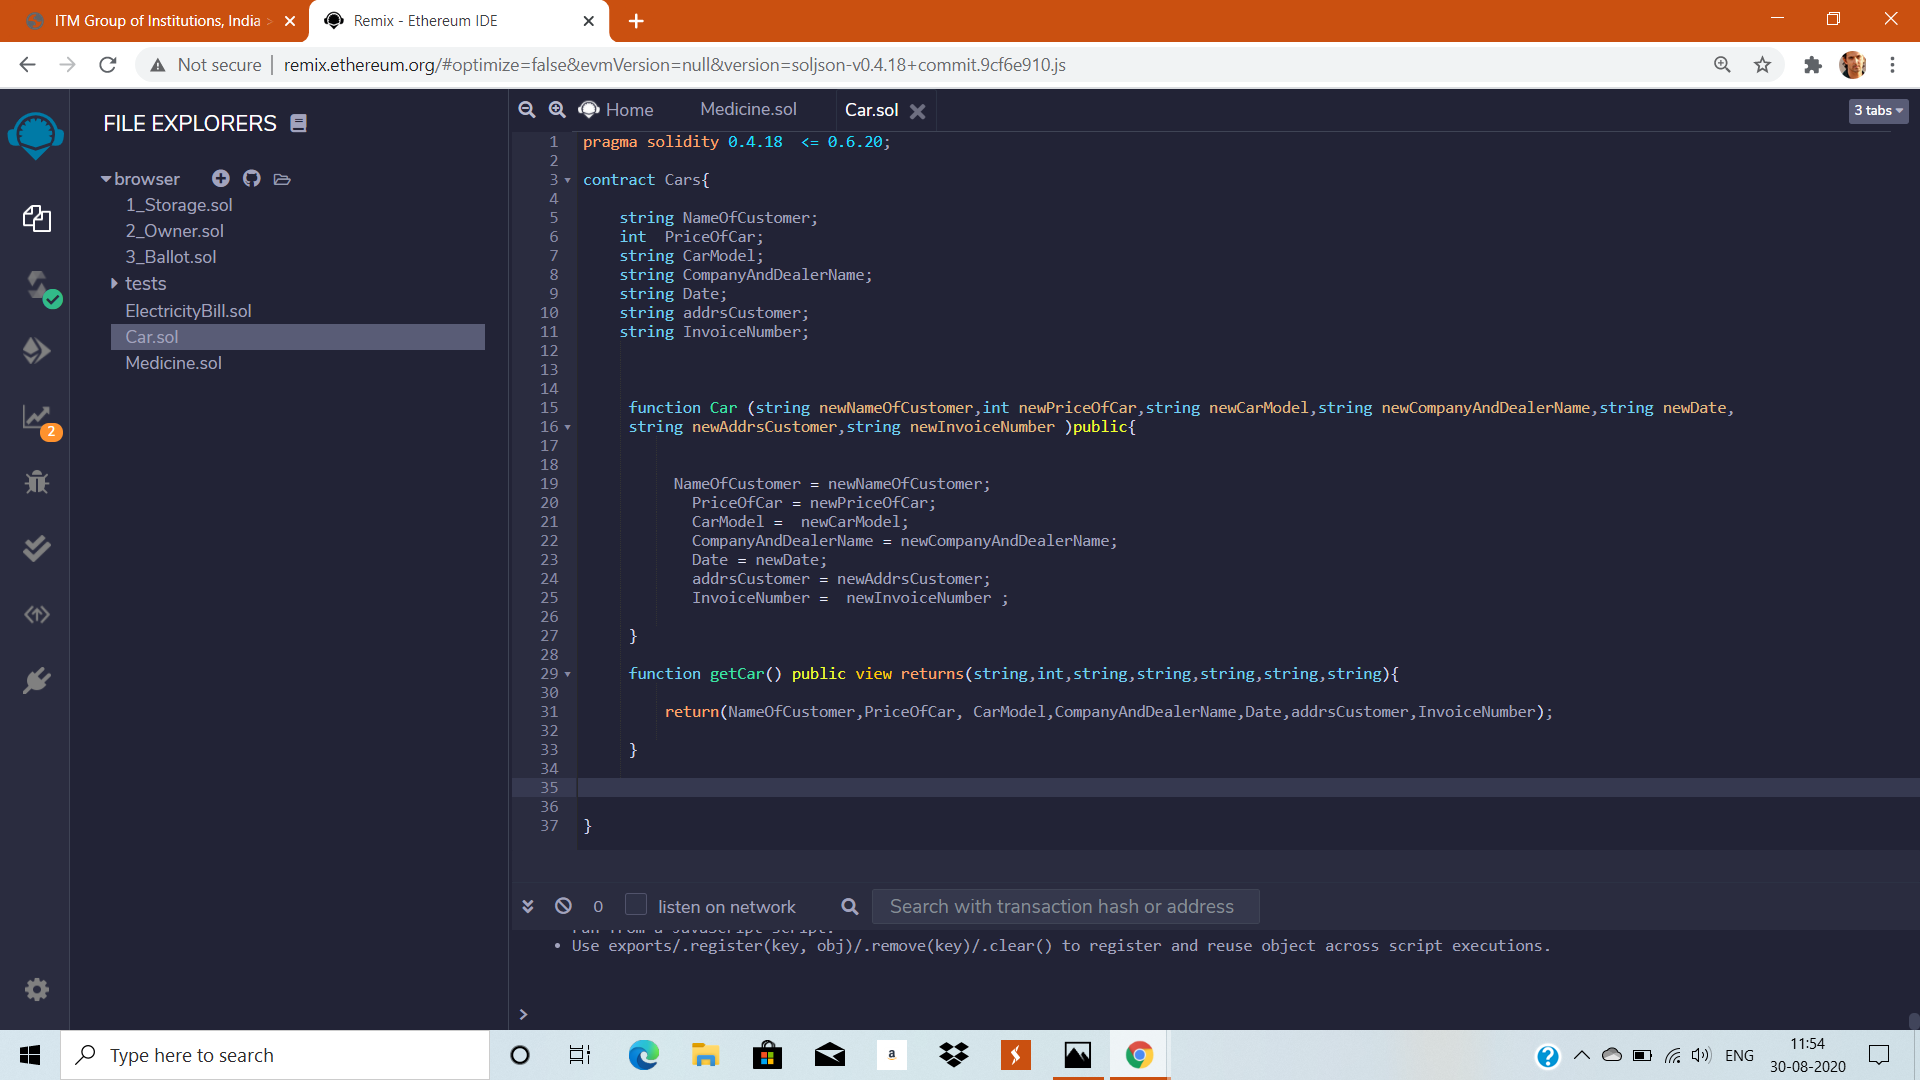 ITM Group of Institutions, India >
Remix - Ethereum IDE
Not secure | remix.ethereum.org/#optimize=false&evmVersion=null&version=soljson-v0.4.18+commit.9cf6e910.js
FILE EXPLORERS
browser
1_Storage.sol
2_Owner.sol
3_Ballot.sol
tests
ElectricityBill.sol
Car.sol
Medicine.sol
2
Home Medicine.sol Car.sol 3 tabs
1 pragma solidity 0.4.18  <= 0.6.20;
2
3 contract Cars{
4
5 string NameOfCustomer;
6 int  PriceOfCar;
7 string CarModel;
8 string CompanyAndDealerName;
9 string Date;
10 string addrsCustomer;
11 string InvoiceNumber;
12
13
14
15 function Car (string newNameOfCustomer,int newPriceOfCar,string newCarModel,string newCompanyAndDealerName,string newDate,
16 string newAddrsCustomer,string newInvoiceNumber )public{
17
18
19 NameOfCustomer = newNameOfCustomer;
20 PriceOfCar = newPriceOfCar;
21 CarModel =  newCarModel;
22 CompanyAndDealerName = newCompanyAndDealerName;
23 Date = newDate;
24 addrsCustomer = newAddrsCustomer;
25 InvoiceNumber =  newInvoiceNumber ;
26
27 }
28
29 function getCar() public view returns(string,int,string,string,string,string,string){
30
31 return(NameOfCustomer,PriceOfCar, CarModel,CompanyAndDealerName,Date,addrsCustomer,InvoiceNumber);
32
33 }
34
35
36
37 }
0 listen on network Search with transaction hash or address
run from a JavaScript script.
• Use exports/.register(key, obj)/.remove(key)/.clear() to register and reuse object across script executions.
>
Type here to search
a
ENG
11:54
30-08-2020